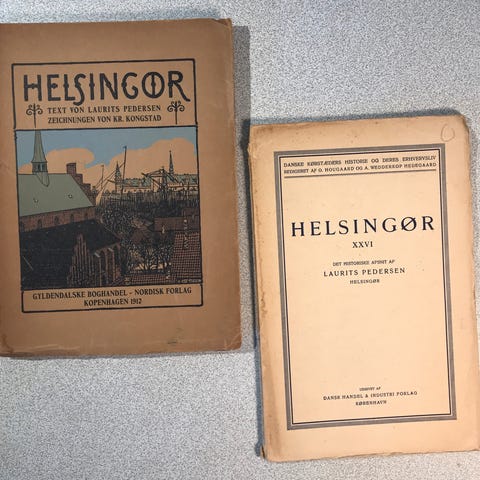 HELSINGØR
TEXT VON LAURITS PEDERSEN
ZEICHNUNGEN VON KR. KONGSTAD
GYLDENDALSKE BOGHANDEL - NORDISK FORLAG
KOPENHAGEN 1912
DANSKE KØBSTÆDERS HISTORIE OG DERES ERHVERVSLIV
REDIGERET AF O. HOUGAARD OG A. WEDDERKOP HEDEGAARD
HELSINGØR
XXVI
DET HISTORISKE AFSNIT AF
LAURITS PEDERSEN
HELSINGØR
UDGIVET AF
DANSK HANDEL & INDUSTRI FORLAG
KØBENHAVN